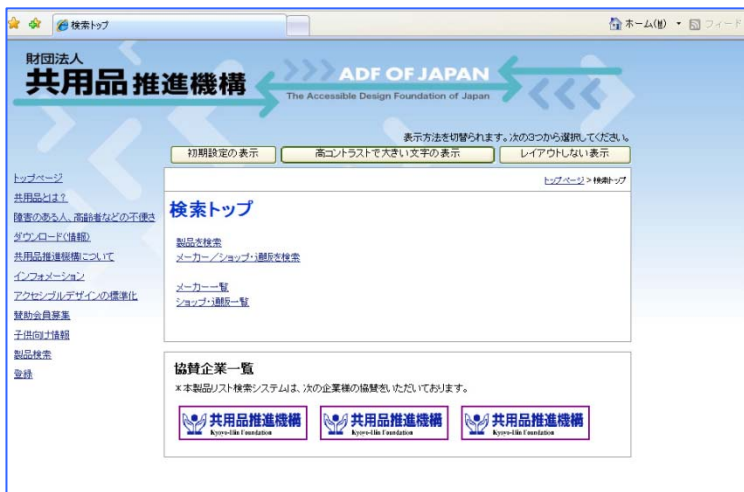 検索トップ
ホーム(H)
フィード
財団法人
共用品推進機構
ADF OF JAPAN
The Accessible Design Foundation of Japan
表示方法を切替られます。次の3つから選択してください。
初期設定の表示
高コントラストで大きい文字の表示
レイアウトしない表示
トップページ
共用品とは?
障害のある人、高齢者などの不便さ
ダウンロード(情報)
共用品推進機構について
インフォメーション
アクセシブルデザインの標準化
賛助会員募集
子供向け情報
製品検索
登録
トップページ > 検索トップ
検索トップ
製品を検索
メーカー/ショップ・通販を検索
メーカー一覧
ショップ・通販一覧
協賛企業一覧
*本製品リスト検索システムは、次の企業様の協賛をいただいております。
共用品推進機構
Kyoyo-Hin Foundation
共用品推進機構
Kyoyo-Hin Foundation
共用品推進機構
Kyoyo-Hin Foundation